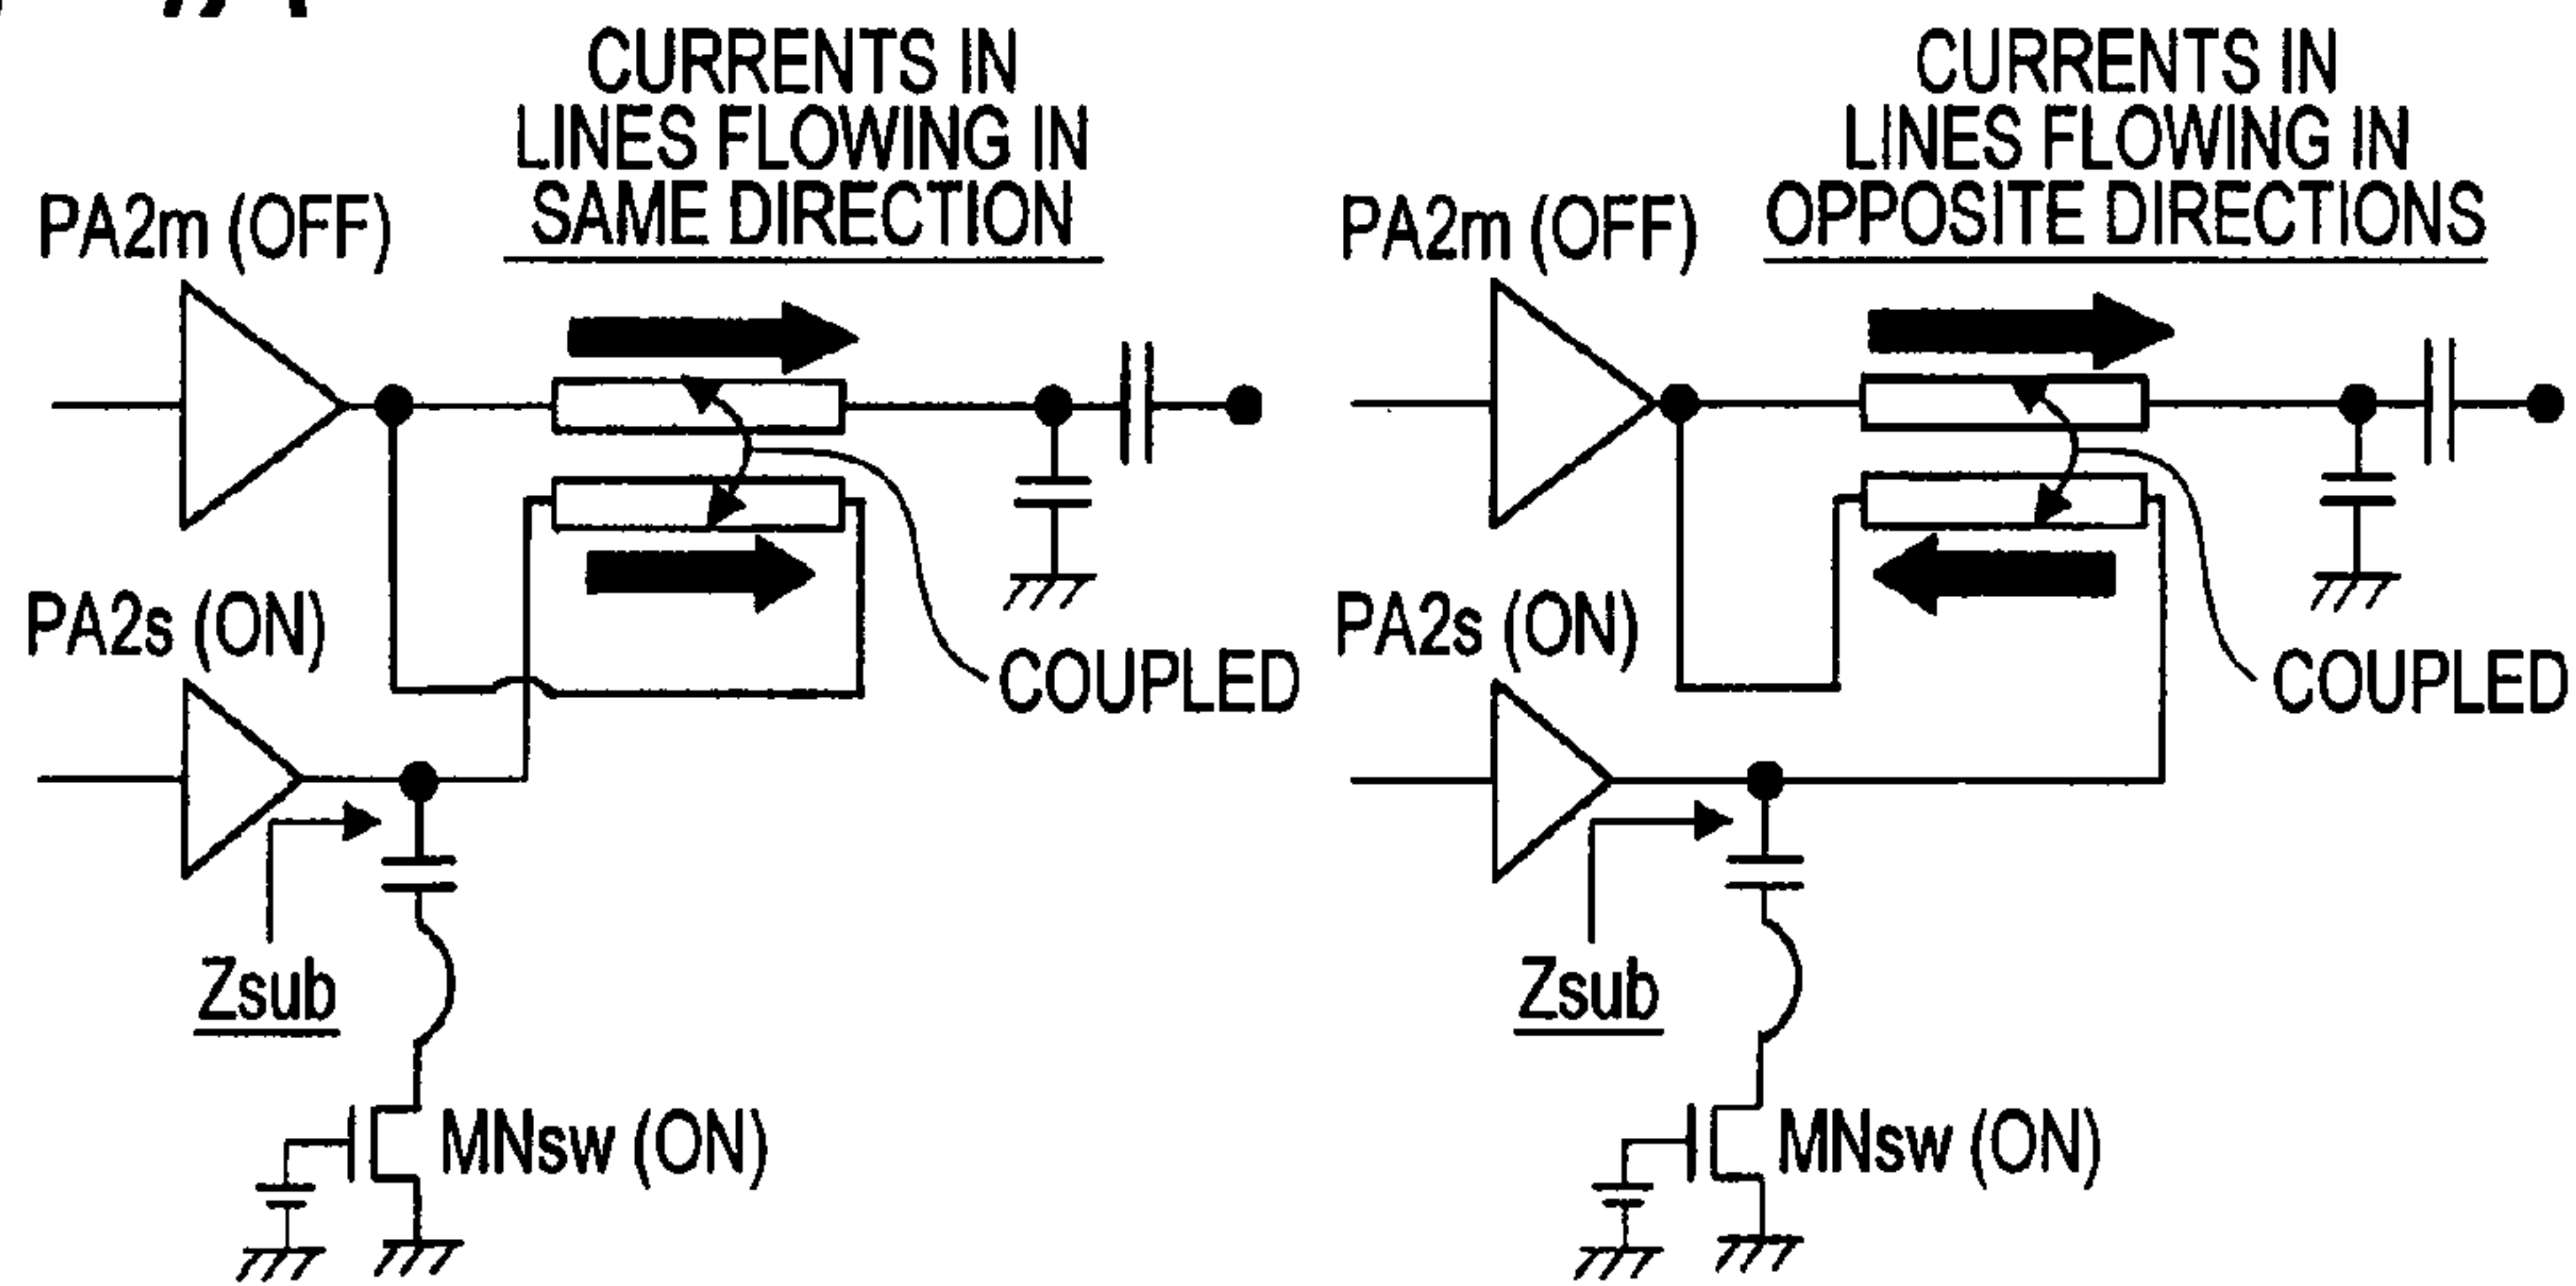 CURRENTS IN
LINES FLOWING IN
SAME DIRECTION
PA2m (OFF)
PA2s (ON)
COUPLED
Zsub
MNsw (ON)
CURRENTS IN
LINES FLOWING IN
OPPOSITE DIRECTIONS
PA2m (OFF)
PA2s (ON)
COUPLED
Zsub
MNsw (ON)